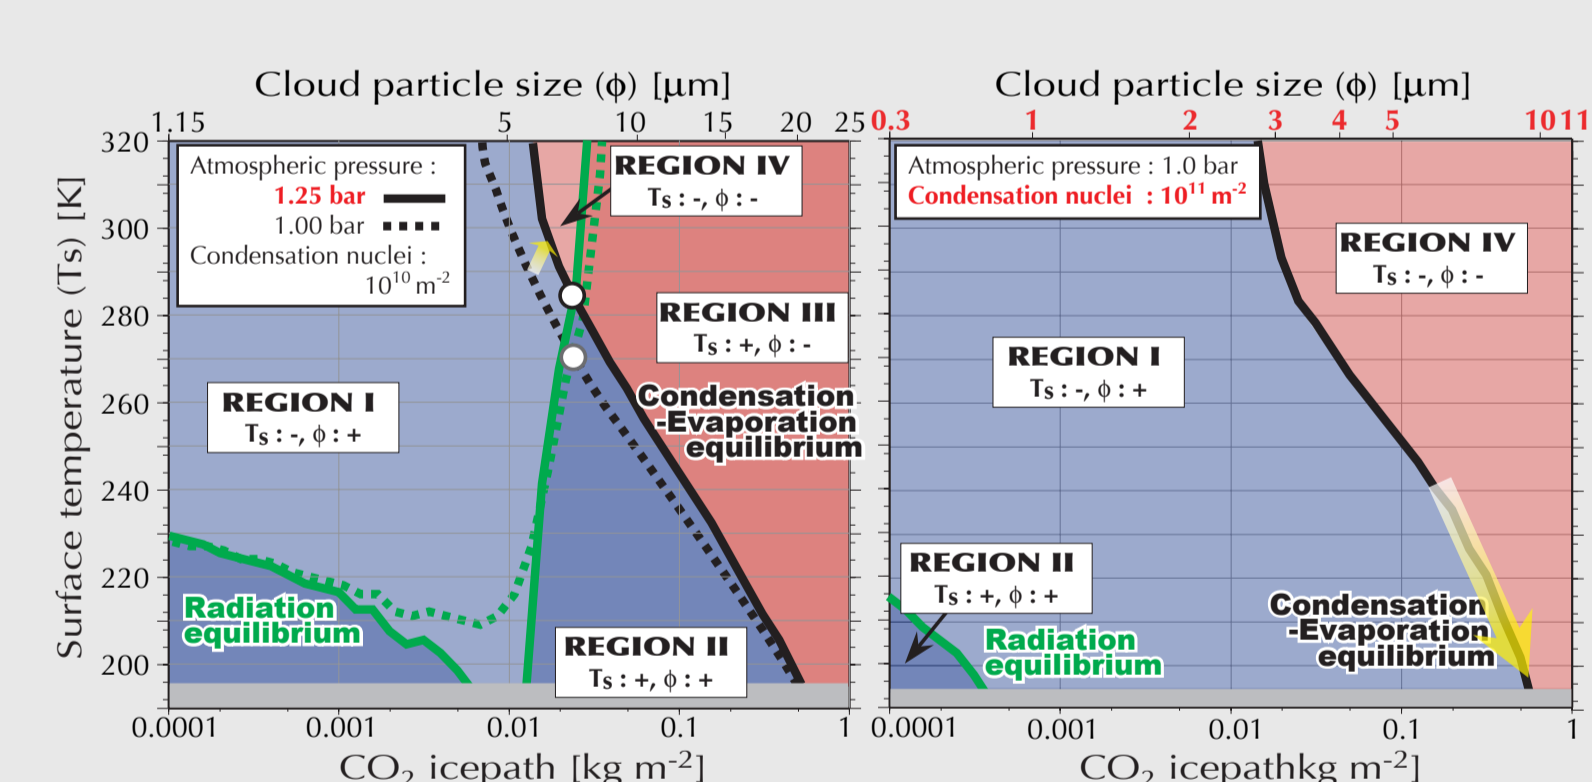 Cloud particle size (ϕ) [μm]
1.15 5 10 15 20 25
320
300
280
260
240
220
200
Surface temperature (Ts) [K]
Atmospheric pressure :
1.25 bar
1.00 bar
Condensation nuclei :
10¹⁰ m⁻²
REGION IV
Ts : -, ϕ : -
REGION III
Ts : +, ϕ : -
Condensation
-Evaporation
equilibrium
REGION I
Ts : -, ϕ : +
Radiation
equilibrium
REGION II
Ts : +, ϕ : +
0.0001 0.001 0.01 0.1 1
CO₂ icepath [kg m⁻²]
Cloud particle size (ϕ) [μm]
0.3 1 2 3 4 5 10 11
Atmospheric pressure : 1.0 bar
Condensation nuclei : 10¹¹ m⁻²
REGION IV
Ts : -, ϕ : -
REGION I
Ts : -, ϕ : +
REGION II
Ts : +, ϕ : +
Radiation
equilibrium
Condensation
-Evaporation
equilibrium
0.0001 0.001 0.01 0.1 1
CO₂ icepathkg m⁻²]